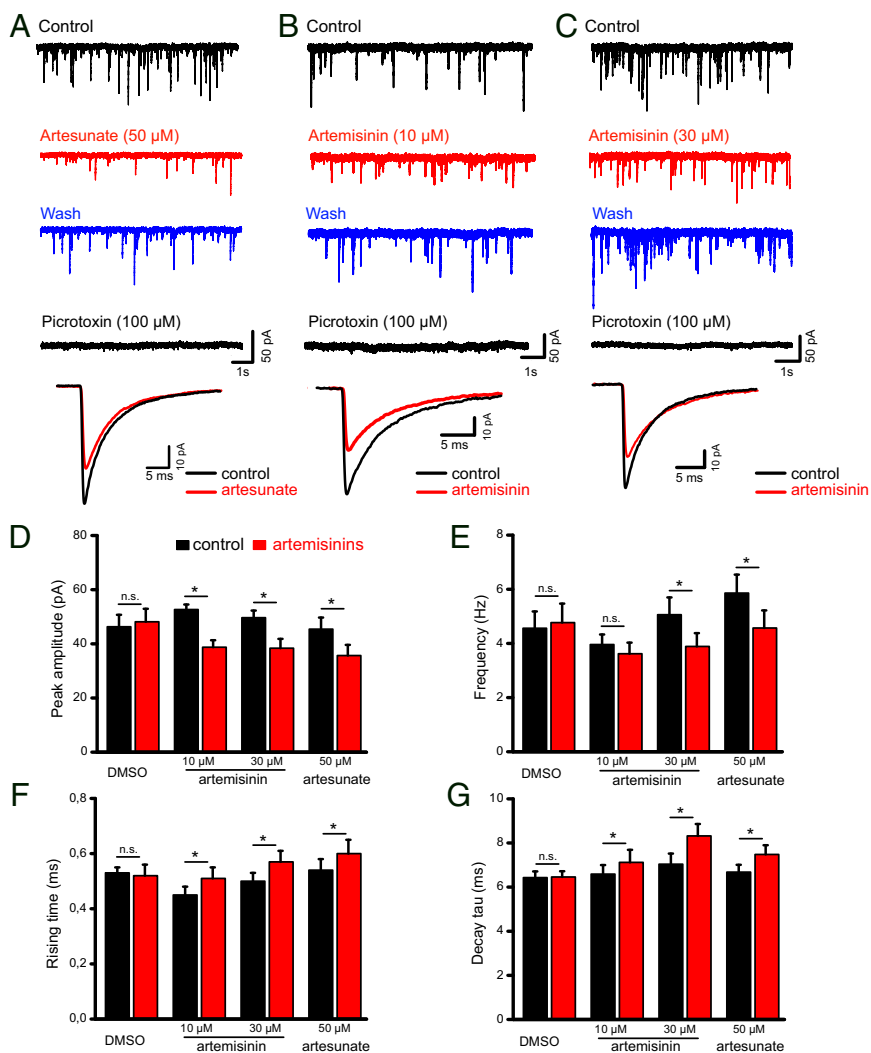 A B C
Control Control Control
Artesunate (50 µM) Artemisinin (10 µM) Artemisinin (30 µM)
Wash Wash Wash
Picrotoxin (100 µM) Picrotoxin (100 µM) Picrotoxin (100 µM)
50 pA 50 pA 50 pA
1s 1s 1s
10 pA 10 pA 10 pA
5 ms 5 ms 5 ms
control control control
artesunate artemisinin artemisinin
D
control artemisinins
Peak amplitude (pA)
80
60
40
20
0
n.s. * * *
10 µM 30 µM 50 µM
DMSO artemisinin artesunate
E
Frequency (Hz)
8
6
4
2
0
n.s. n.s. * *
10 µM 30 µM 50 µM
DMSO artemisinin artesunate
F
Rising time (ms)
0,8
0,6
0,4
0,2
0,0
n.s. * * *
10 µM 30 µM 50 µM
DMSO artemisinin artesunate
G
Decay tau (ms)
10
8
6
4
2
0
n.s. * * *
10 µM 30 µM 50 µM
DMSO artemisinin artesunate